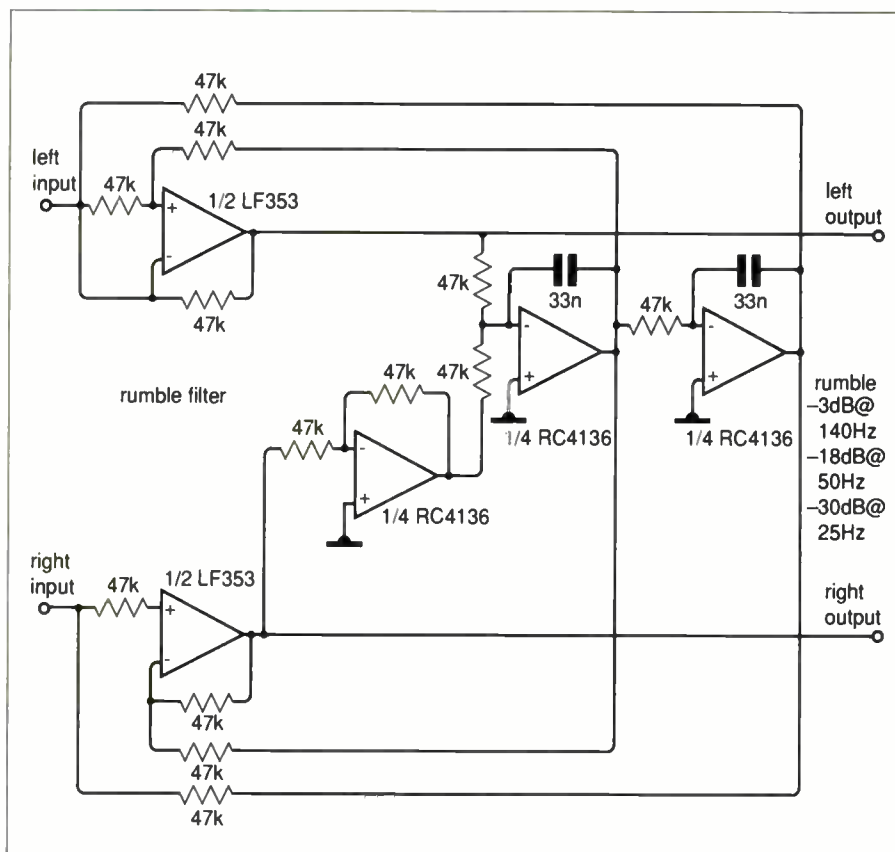 47k
47k
left
input
47k
1/2 LF353
+
-
47k
left
output
47k
33n
47k
33n
-
+
-
+
47k
rumble filter
47k
47k
-
+
1/4 RC4136
1/4 RC4136
1/4 RC4136
rumble
–3dB@
140Hz
–18dB@
50Hz
–30dB@
25Hz
right
input
47k
1/2 LF353
+
-
right
output
47k
47k
47k